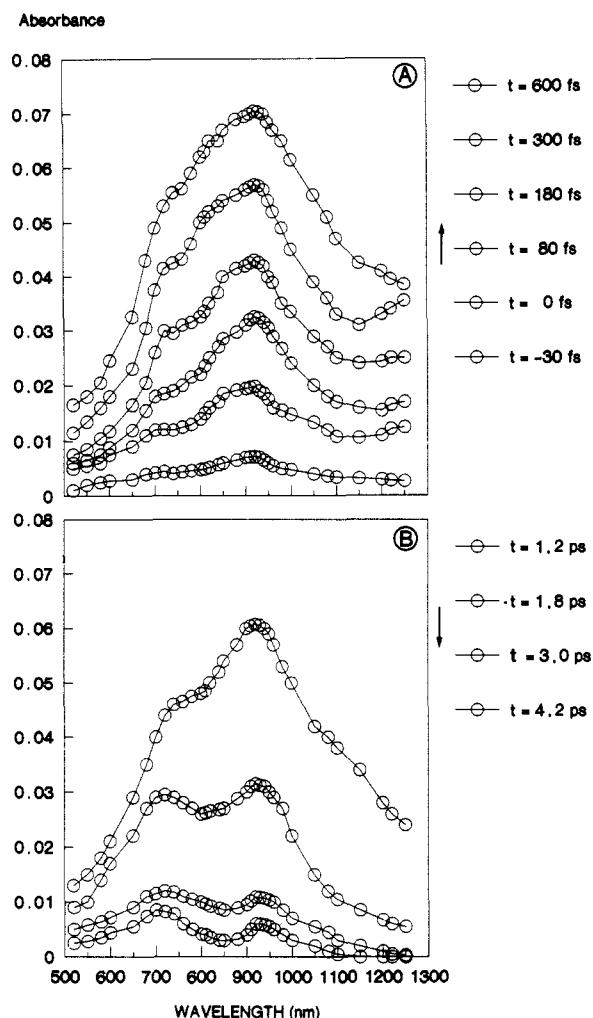 Absorbance
0.08
A
0.07
0.06
0.05
0.04
0.03
0.02
0.01
0
t = 600 fs
t = 300 fs
t = 180 fs
t = 80 fs
t = 0 fs
t = -30 fs
0.08
B
0.07
0.06
0.05
0.04
0.03
0.02
0.01
0
500 600 700 800 900 1000 1100 1200 1300
WAVELENGTH (nm)
t = 1.2 ps
t = 1.8 ps
t = 3.0 ps
t = 4.2 ps